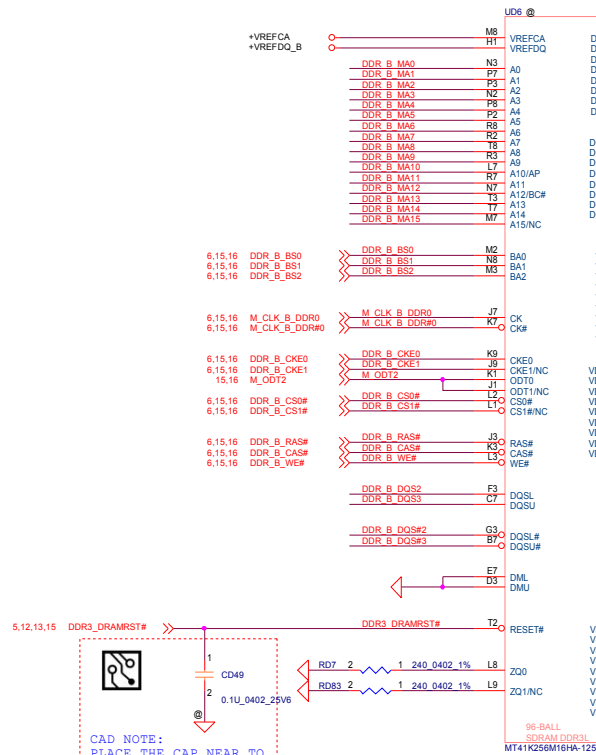 UD6 @
+VREFCA M8 VREFCA D
+VREFDQ_B H1 VREFDQ D
DDR_B_MA0 N3 A0
DDR_B_MA1 P7 A1
DDR_B_MA2 P3 A2
DDR_B_MA3 N2 A3
DDR_B_MA4 P8 A4
DDR_B_MA5 P2 A5
DDR_B_MA6 R8 A6
DDR_B_MA7 R2 A7
DDR_B_MA8 T8 A8
DDR_B_MA9 R3 A9
DDR_B_MA10 L7 A10/AP
DDR_B_MA11 R7 A11
DDR_B_MA12 N7 A12/BC#
DDR_B_MA13 T3 A13
DDR_B_MA14 T7 A14
DDR_B_MA15 M7 A15/NC
6,15,16 DDR_B_BS0 DDR_B_BS0 M2 BA0
6,15,16 DDR_B_BS1 DDR_B_BS1 N8 BA1
6,15,16 DDR_B_BS2 DDR_B_BS2 M3 BA2
6,15,16 M_CLK_B_DDR0 M_CLK_B_DDR0 J7 CK
6,15,16 M_CLK_B_DDR#0 M_CLK_B_DDR#0 K7 CK#
6,15,16 DDR_B_CKE0 DDR_B_CKE0 K9 CKE0
6,15,16 DDR_B_CKE1 DDR_B_CKE1 J9 CKE1/NC
15,16 M_ODT2 M_ODT2 K1 ODT0
J1 ODT1/NC
6,15,16 DDR_B_CS0# DDR_B_CS0# L2 CS0#
6,15,16 DDR_B_CS1# DDR_B_CS1# L1 CS1#/NC
6,15,16 DDR_B_RAS# DDR_B_RAS# J3 RAS#
6,15,16 DDR_B_CAS# DDR_B_CAS# K3 CAS#
6,15,16 DDR_B_WE# DDR_B_WE# L3 WE#
DDR_B_DQS2 F3 DQSL
DDR_B_DQS3 C7 DQSU
DDR_B_DQS#2 G3 DQSL#
DDR_B_DQS#3 B7 DQSU#
E7 DML
D3 DMU
5,12,13,15 DDR3_DRAMRST# DDR3_DRAMRST# T2 RESET#
1
CD49
2
0.1U_0402_25V6
@
RD7 2 1 240_0402_1% L8 ZQ0
RD83 2 1 240_0402_1% L9 ZQ1/NC
CAD NOTE:
PLACE THE CAP NEAR TO
96-BALL
SDRAM DDR3L
MT41K256M16HA-125